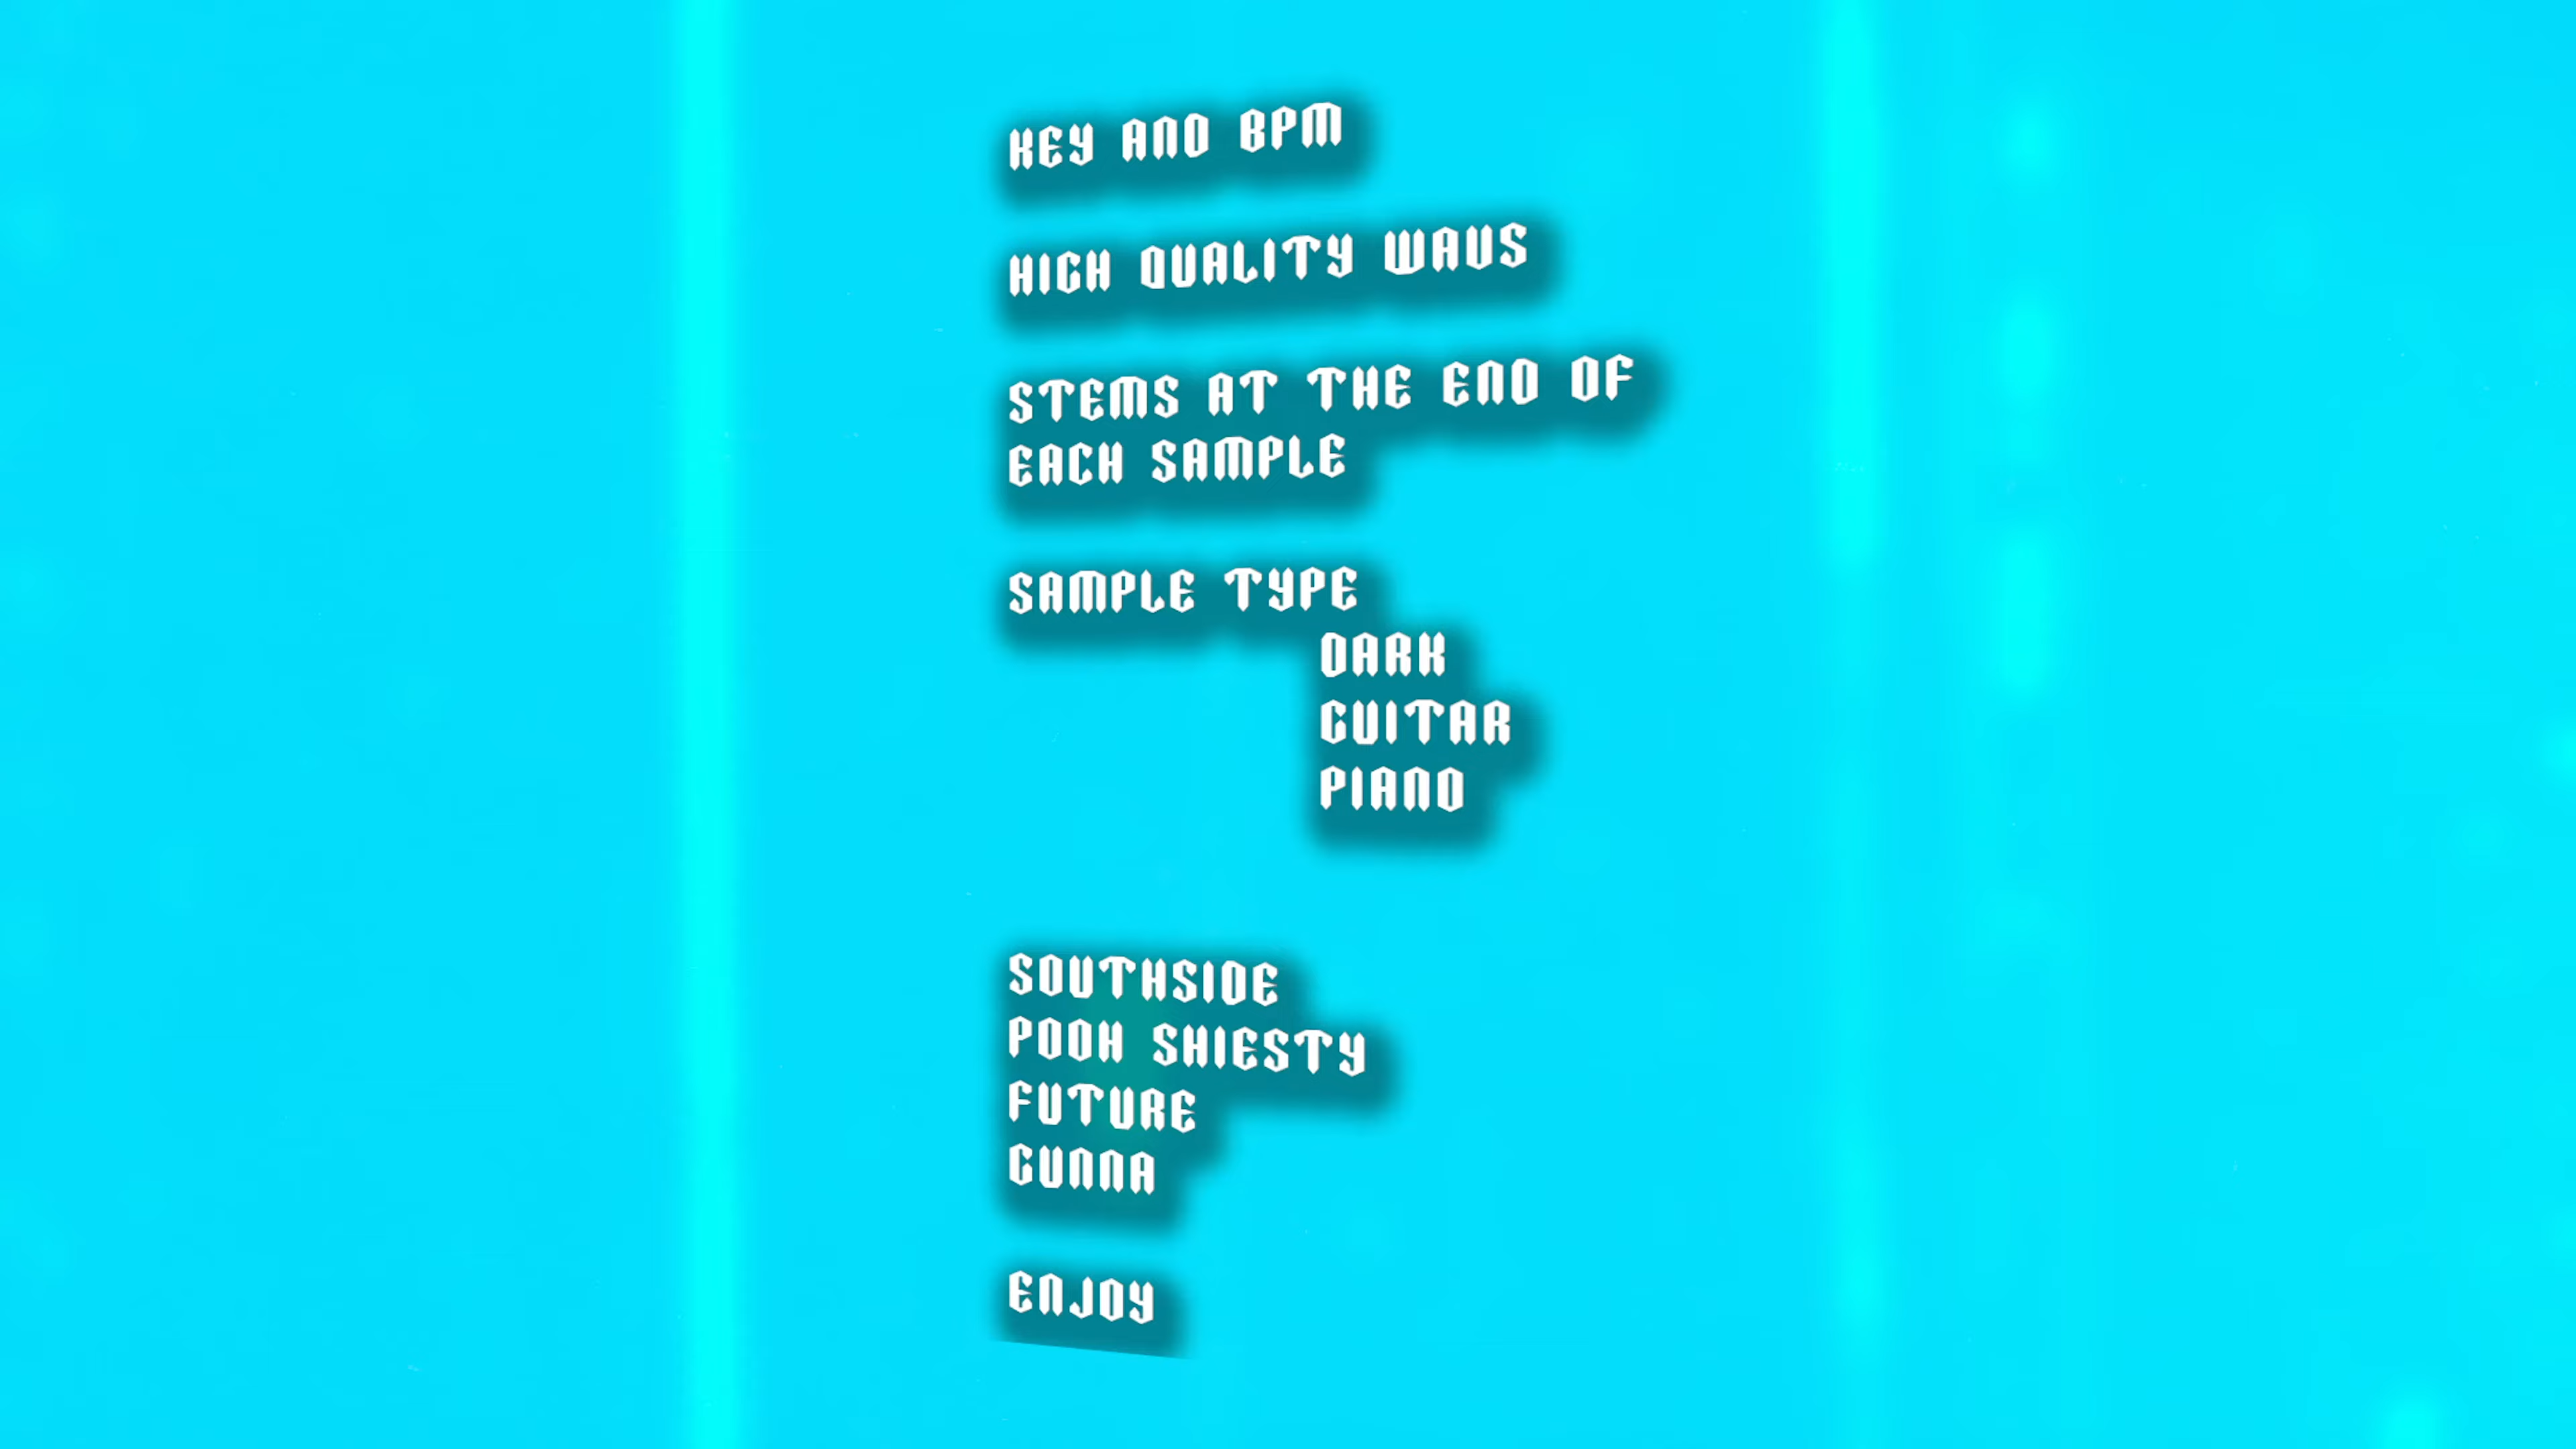 KEY AND BPM
HIGH QUALITY WAVS
STEMS AT THE END OF
EACH SAMPLE
SAMPLE TYPE
DARK
GUITAR
PIANO
SOUTHSIDE
POOH SHIESTY
FUTURE
GUNNA
ENJOY